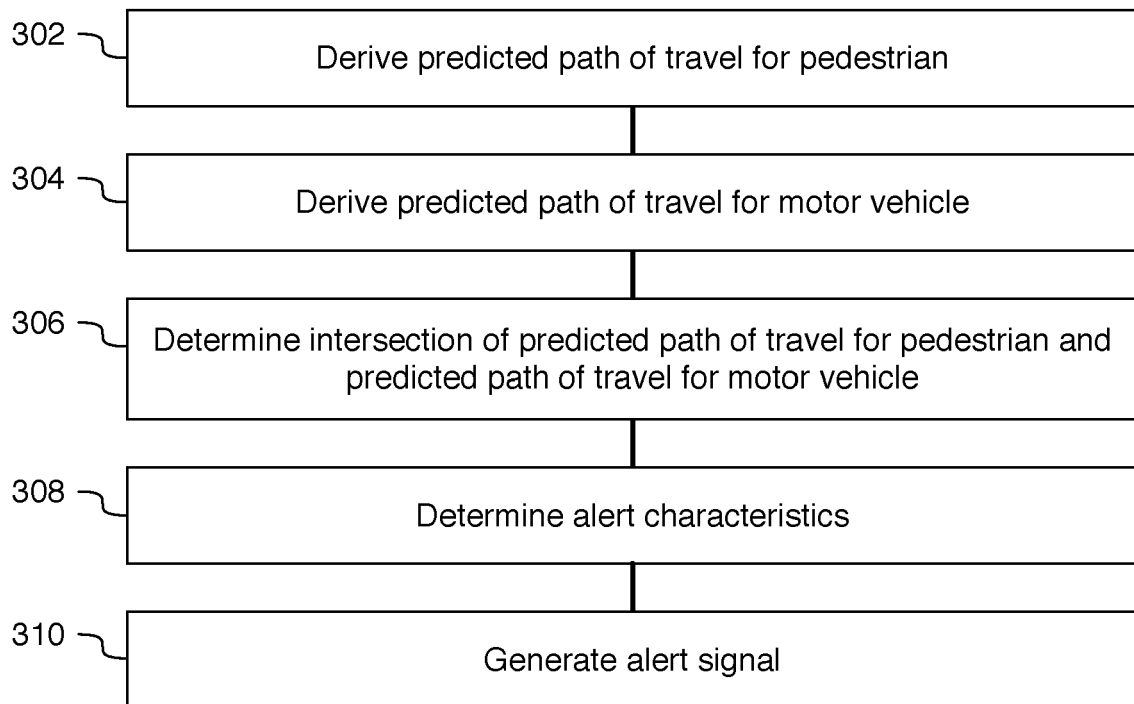 302
Derive predicted path of travel for pedestrian
304
Derive predicted path of travel for motor vehicle
306
Determine intersection of predicted path of travel for pedestrian and
predicted path of travel for motor vehicle
308
Determine alert characteristics
310
Generate alert signal